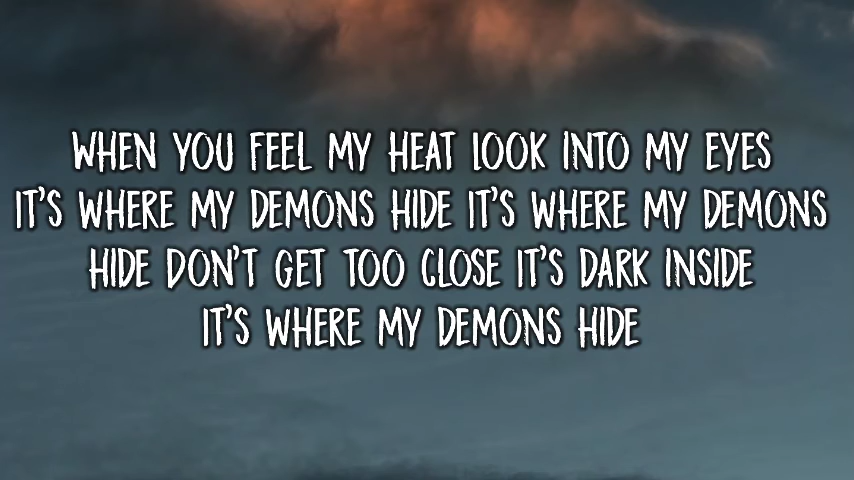 WHEN YOU FEEL MY HEAT LOOK INTO MY EYES
IT'S WHERE MY DEMONS HIDE IT'S WHERE MY DEMONS
HIDE DON'T GET TOO CLOSE IT'S DARK INSIDE
IT'S WHERE MY DEMONS HIDE